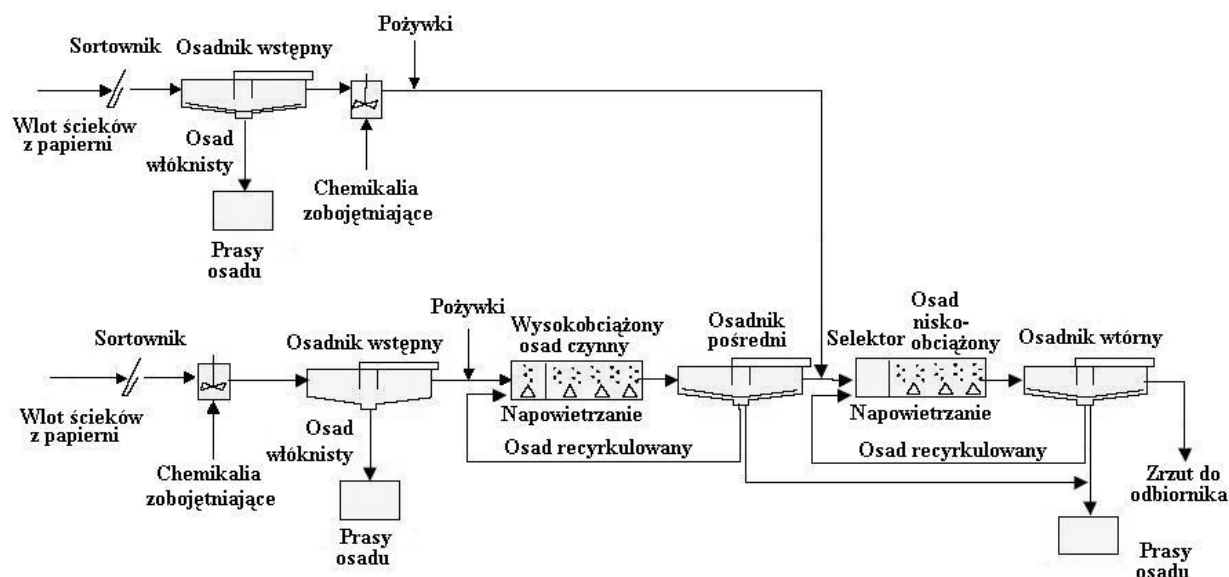 Pożywki
Sortownik
Osadnik wstępny
Wlot ścieków
z papierni
Osad
włóknisty
Chemikalia
zobojętniające
Prasy
osadu
Pożywki
Sortownik
Osadnik wstępny
Wysokobciążony
osad czynny
Osadnik
pośredni
Selektor
Osad
nisko-
obciążony
Osadnik wtórny
Wlot ścieków
z papierni
Napowietrzanie
Napowietrzanie
Osad
włóknisty
Osad recyrkulowany
Osad recyrkulowany
Chemikalia
zobojętniające
Zrzut do
odbiornika
Prasy
osadu
Prasy
osadu